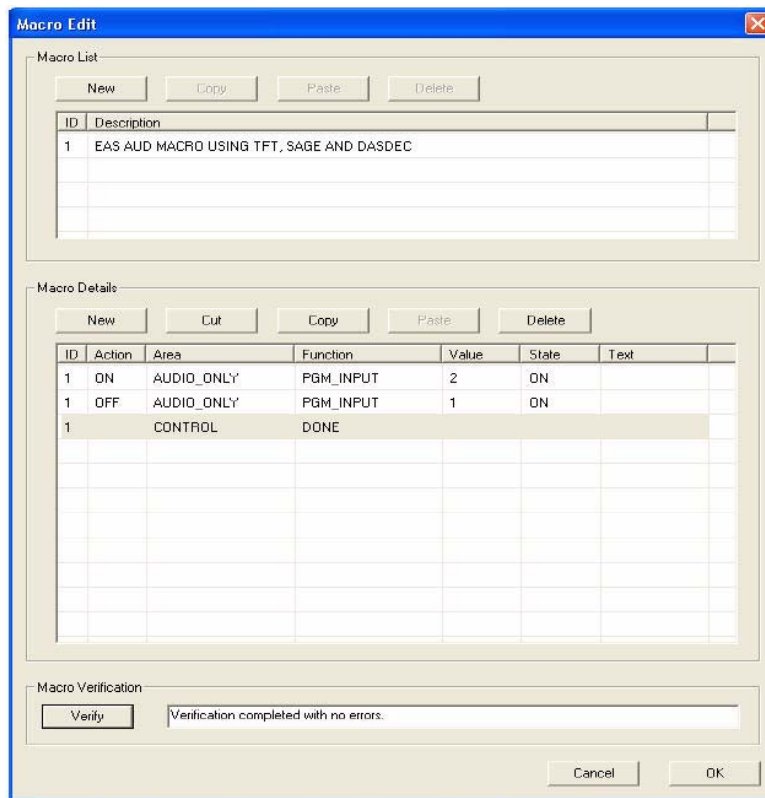 Macro Edit
Macro List
New Copy Paste Delete
ID Description
1 EAS AUD MACRO USING TFT, SAGE AND DASDEC
Macro Details
New Cut Copy Paste Delete
ID Action Area Function Value State Text
1 ON AUDIO_ONLY PGM_INPUT 2 ON
1 OFF AUDIO_ONLY PGM_INPUT 1 ON
1 CONTROL DONE
Macro Verification
Verify Verification completed with no errors.
Cancel OK